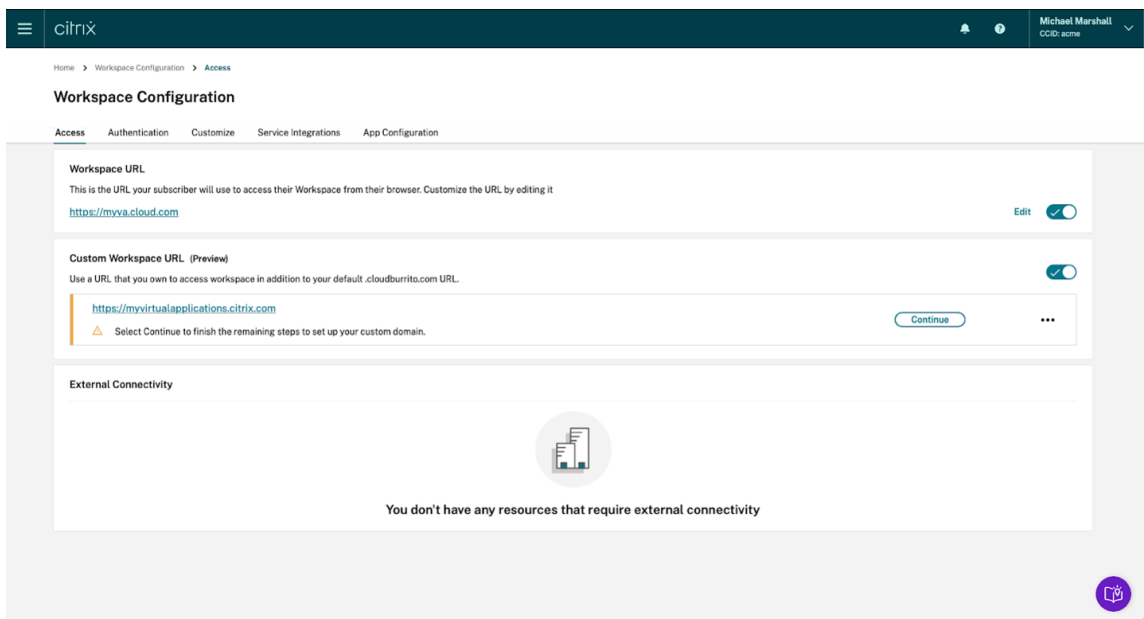 citrix
Michael Marshall
CCID: acme
Home > Workspace Configuration > Access
Workspace Configuration
Access Authentication Customize Service Integrations App Configuration
Workspace URL
This is the URL your subscriber will use to access their Workspace from their browser. Customize the URL by editing it
https://myva.cloud.com Edit
Custom Workspace URL (Preview)
Use a URL that you own to access workspace in addition to your default .cloudburrito.com URL.
https://myvirtualapplications.citrix.com
Select Continue to finish the remaining steps to set up your custom domain.
Continue
External Connectivity
You don't have any resources that require external connectivity